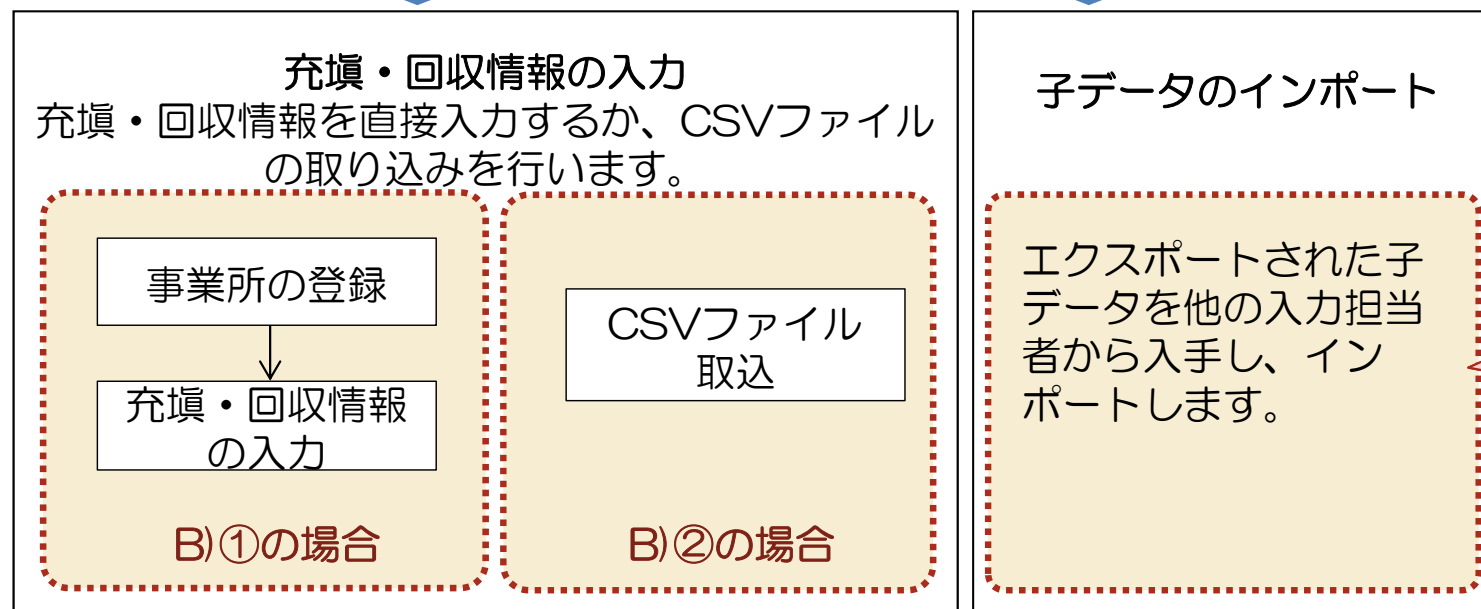 充塡・回収情報の入力
充塡・回収情報を直接入力するか、CSVファイル
の取り込みを行います。
事業所の登録
充塡・回収情報
の入力
B)①の場合
CSVファイル
取込
B)②の場合
子データのインポート
エクスポートされた子
データを他の入力担当
者から入手し、イン
ポートします。